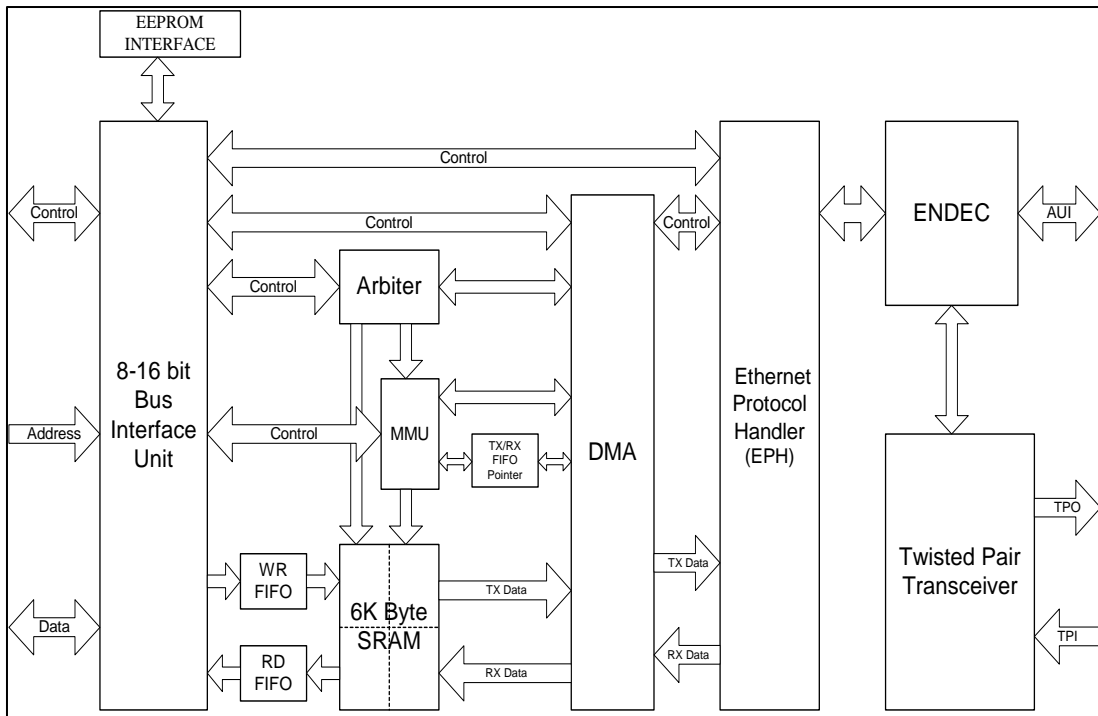 EEPROM
INTERFACE
Control
Control
Control
Control
Control
AUI
ENDEC
Arbiter
8-16 bit
Bus
Interface
Unit
Address
Control
MMU
TX/RX
FIFO
Pointer
DMA
Ethernet
Protocol
Handler
(EPH)
Twisted Pair
Transceiver
TPO
TPI
WR
FIFO
6K Byte
SRAM
TX Data
TX Data
Data
RD
FIFO
RX Data
RX Data